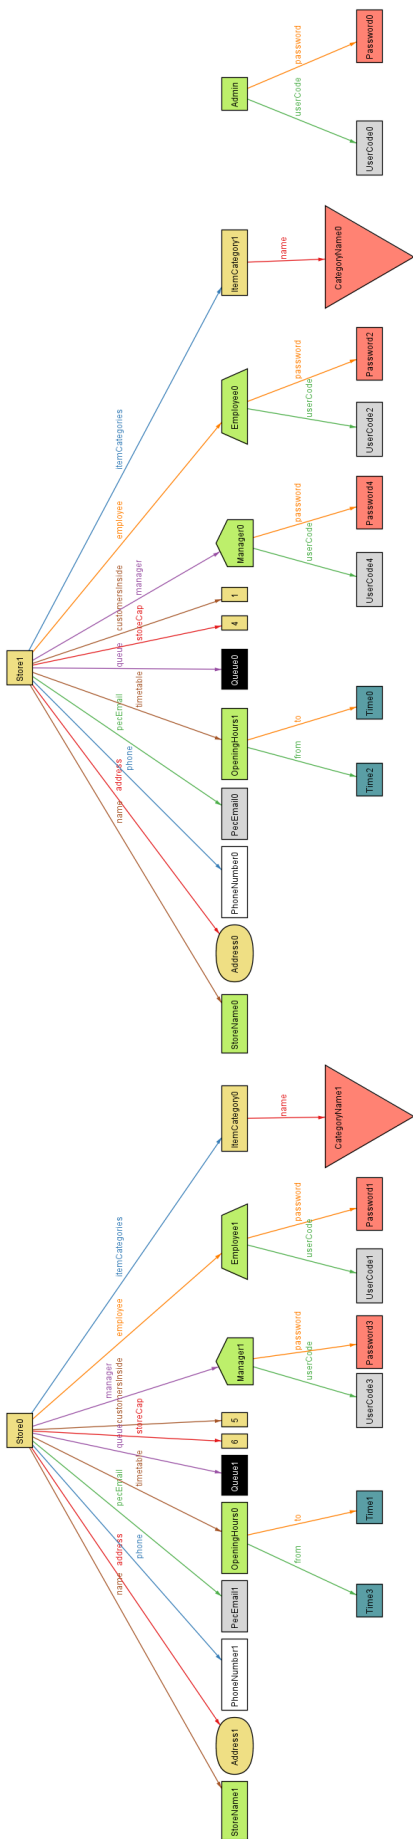 Store0
Store1
name
address
phone
pecEmail
timetable
queue
storeCap
customersInside
manager
employee
itemCategories
name
address
phone
pecEmail
timetable
queue
storeCap
customersInside
manager
employee
itemCategories
StoreName1
Address1
PhoneNumber1
PecEmail1
OpeningHours0
Queue1
6
5
Manager1
Employee1
ItemCategory0
StoreName0
Address0
PhoneNumber0
PecEmail0
OpeningHours1
Queue0
4
1
Manager0
Employee0
ItemCategory1
Admin
from
to
userCode
password
userCode
password
name
from
to
userCode
password
userCode
password
name
userCode
password
Time3
Time1
UserCode3
Password3
UserCode1
Password1
CategoryName1
Time2
Time0
UserCode4
Password4
UserCode2
Password2
CategoryName0
UserCode0
Password0